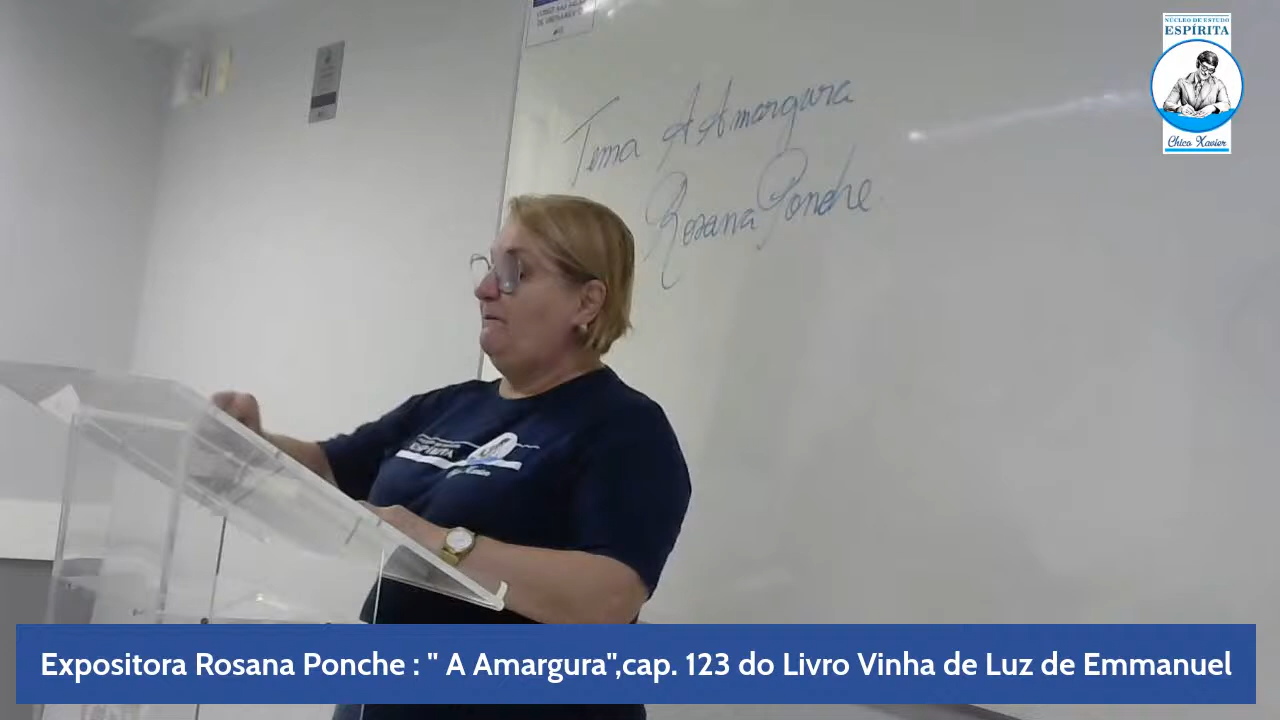 NÚCLEO DE ESTUDO
ESPÍRITA
Chico Xavier
Tema A Amargura
Rosana Ponche.
ESPÍRITA
Expositora Rosana Ponche : " A Amargura",cap. 123 do Livro Vinha de Luz de Emmanuel